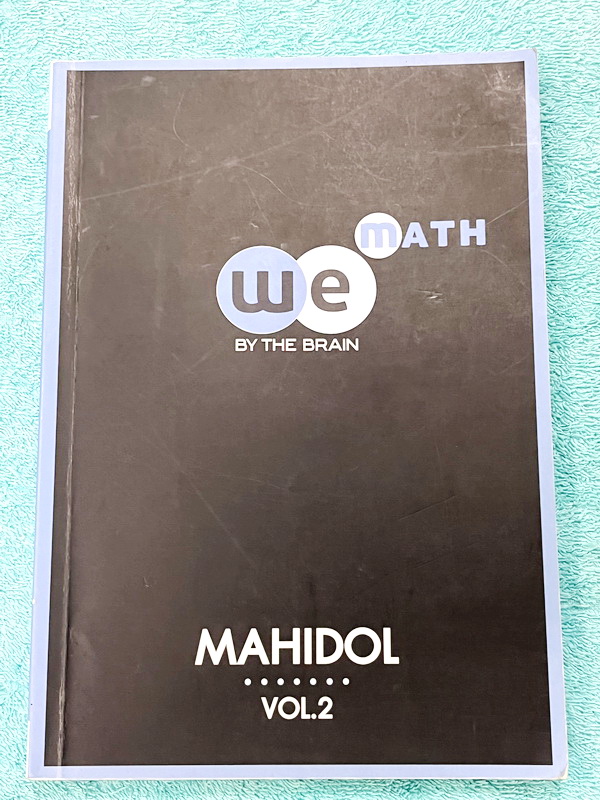 we mATH
BY THE BRAIN
MAHIDOL
VOL.2